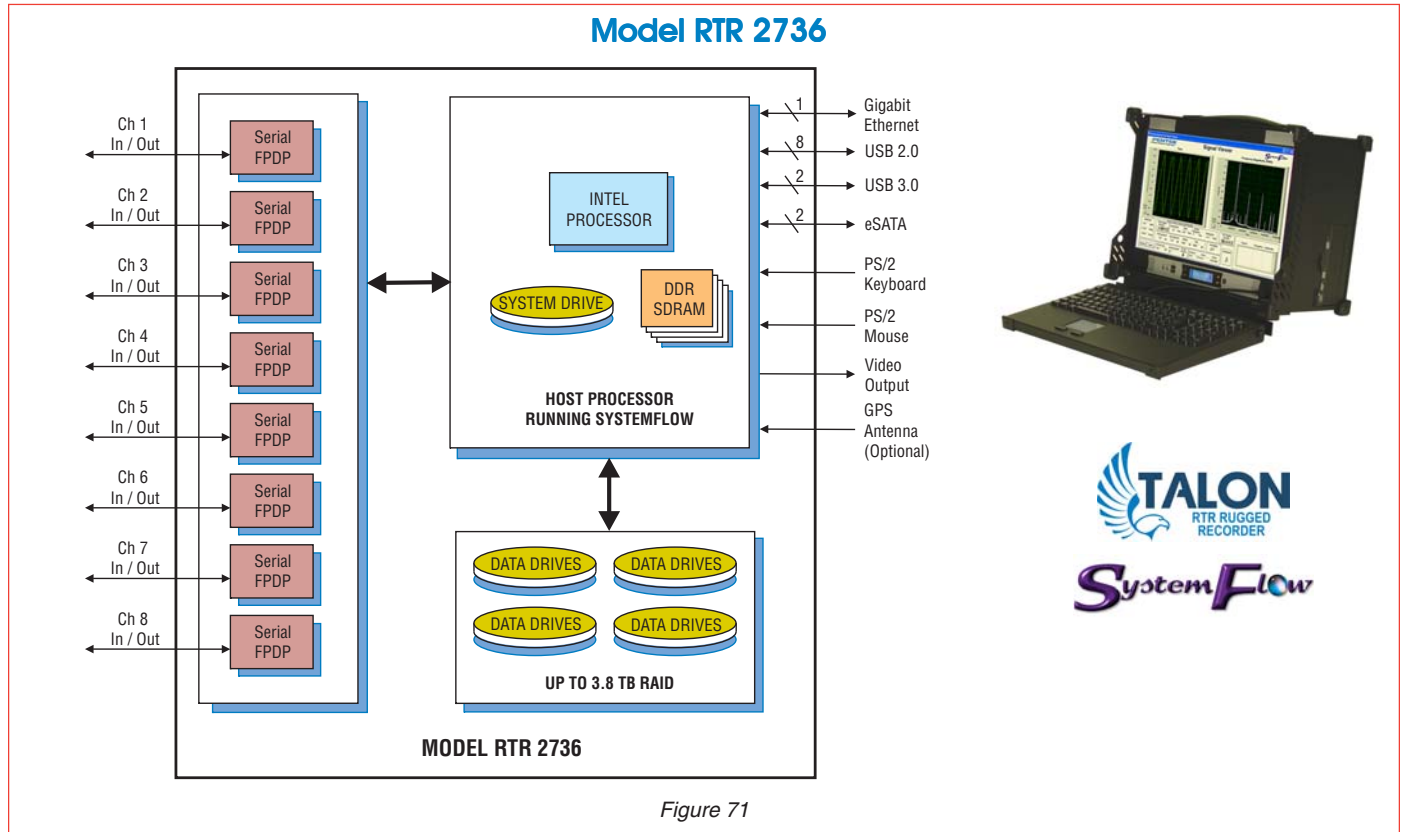 Model RTR 2736
Ch 1
In / Out
Serial
FPDP
Ch 2
In / Out
Serial
FPDP
Ch 3
In / Out
Serial
FPDP
Ch 4
In / Out
Serial
FPDP
Ch 5
In / Out
Serial
FPDP
Ch 6
In / Out
Serial
FPDP
Ch 7
In / Out
Serial
FPDP
Ch 8
In / Out
Serial
FPDP
INTEL
PROCESSOR
SYSTEM DRIVE
DDR
SDRAM
HOST PROCESSOR
RUNNING SYSTEMFLOW
1
Gigabit
Ethernet
8
USB 2.0
2
USB 3.0
2
eSATA
PS/2
Keyboard
PS/2
Mouse
Video
Output
GPS
Antenna
(Optional)
DATA DRIVES
DATA DRIVES
DATA DRIVES
DATA DRIVES
UP TO 3.8 TB RAID
MODEL RTR 2736
Signal Viewer
TALON
RTR RUGGED
RECORDER
SystemFlow
Figure 71